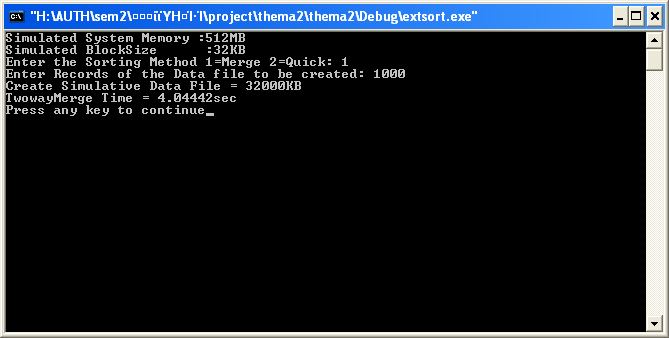 "H:\AUTH\sem2\¤¤¤ïϊΎΗ¤Ι·Ί\project\thema2\thema2\Debug\extsort.exe"
Simulated System Memory :512MB
Simulated BlockSize :32KB
Enter the Sorting Method 1=Merge 2=Quick: 1
Enter Records of the Data file to be created: 1000
Create Simulative Data File = 32000KB
TwowayMerge Time = 4.04442sec
Press any key to continue_